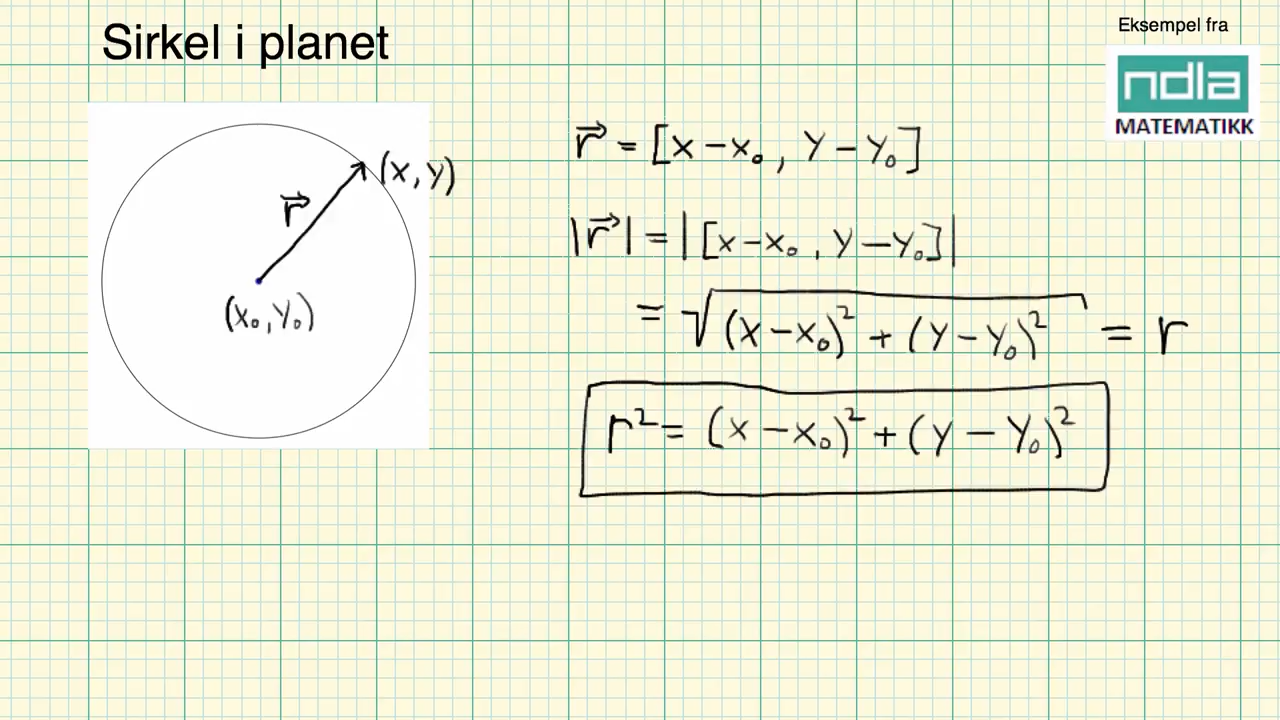 Sirkel i planet
Eksempel fra
ndla
MATEMATIKK
(x, y)
r⃗
(x₀, y₀)
r⃗ = [x − x₀, y − y₀]
|r⃗| = |[x − x₀, y − y₀]|
= √((x − x₀)² + (y − y₀)²) = r
r² = (x − x₀)² + (y − y₀)²